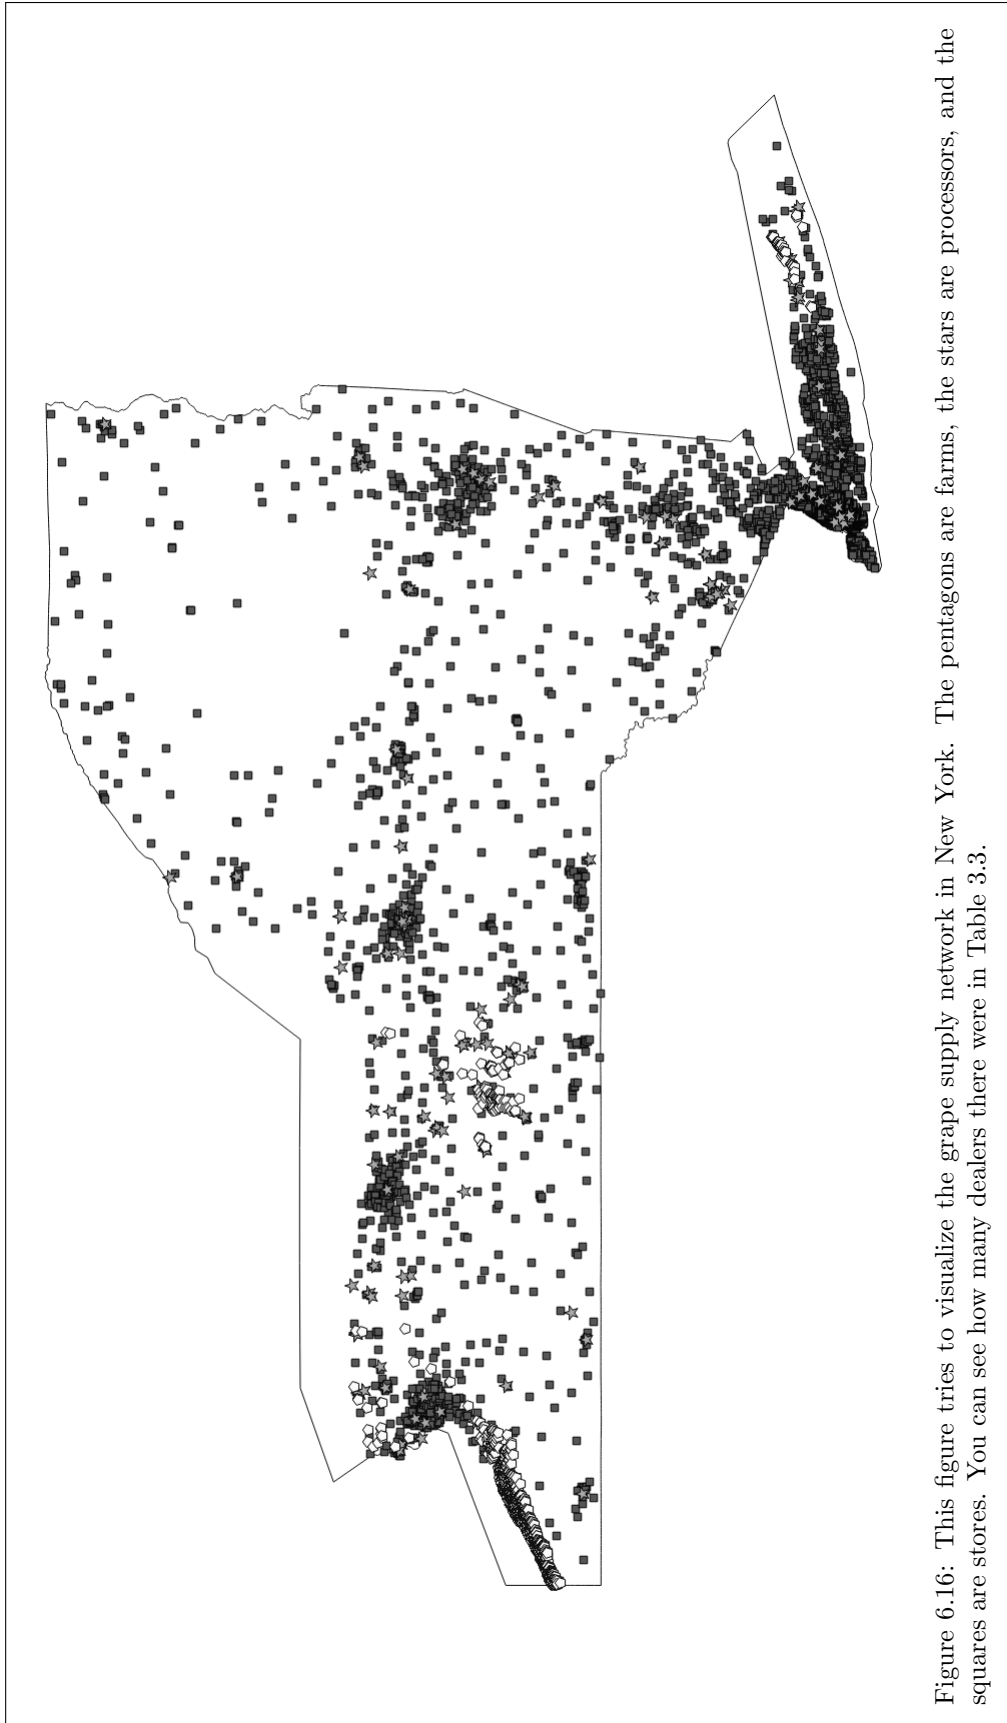 Figure 6.16: This figure tries to visualize the grape supply network in New York. The pentagons are farms, the stars are processors, and the
squares are stores. You can see how many dealers there were in Table 3.3.